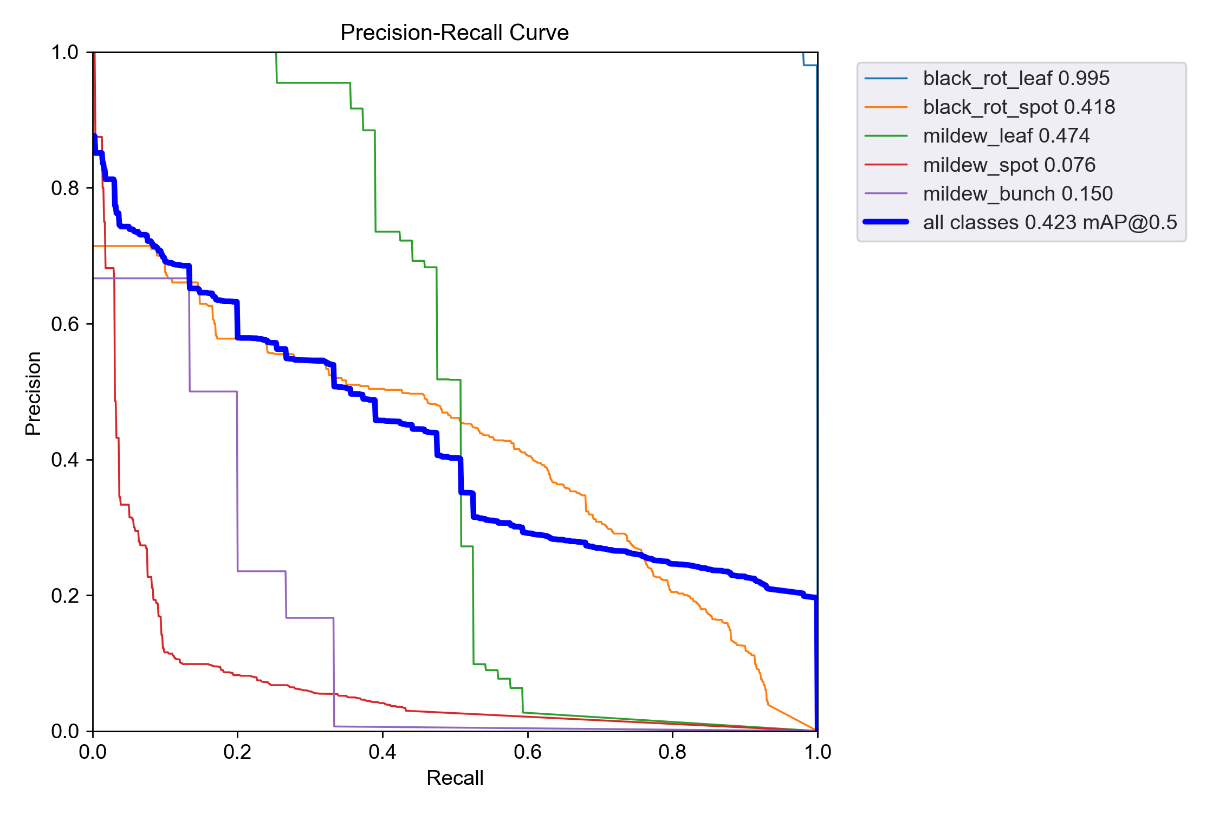 Precision-Recall Curve
1.0
0.8
0.6
0.4
0.2
0.0
Precision
0.0 0.2 0.4 0.6 0.8 1.0
Recall
black_rot_leaf 0.995
black_rot_spot 0.418
mildew_leaf 0.474
mildew_spot 0.076
mildew_bunch 0.150
all classes 0.423 mAP@0.5